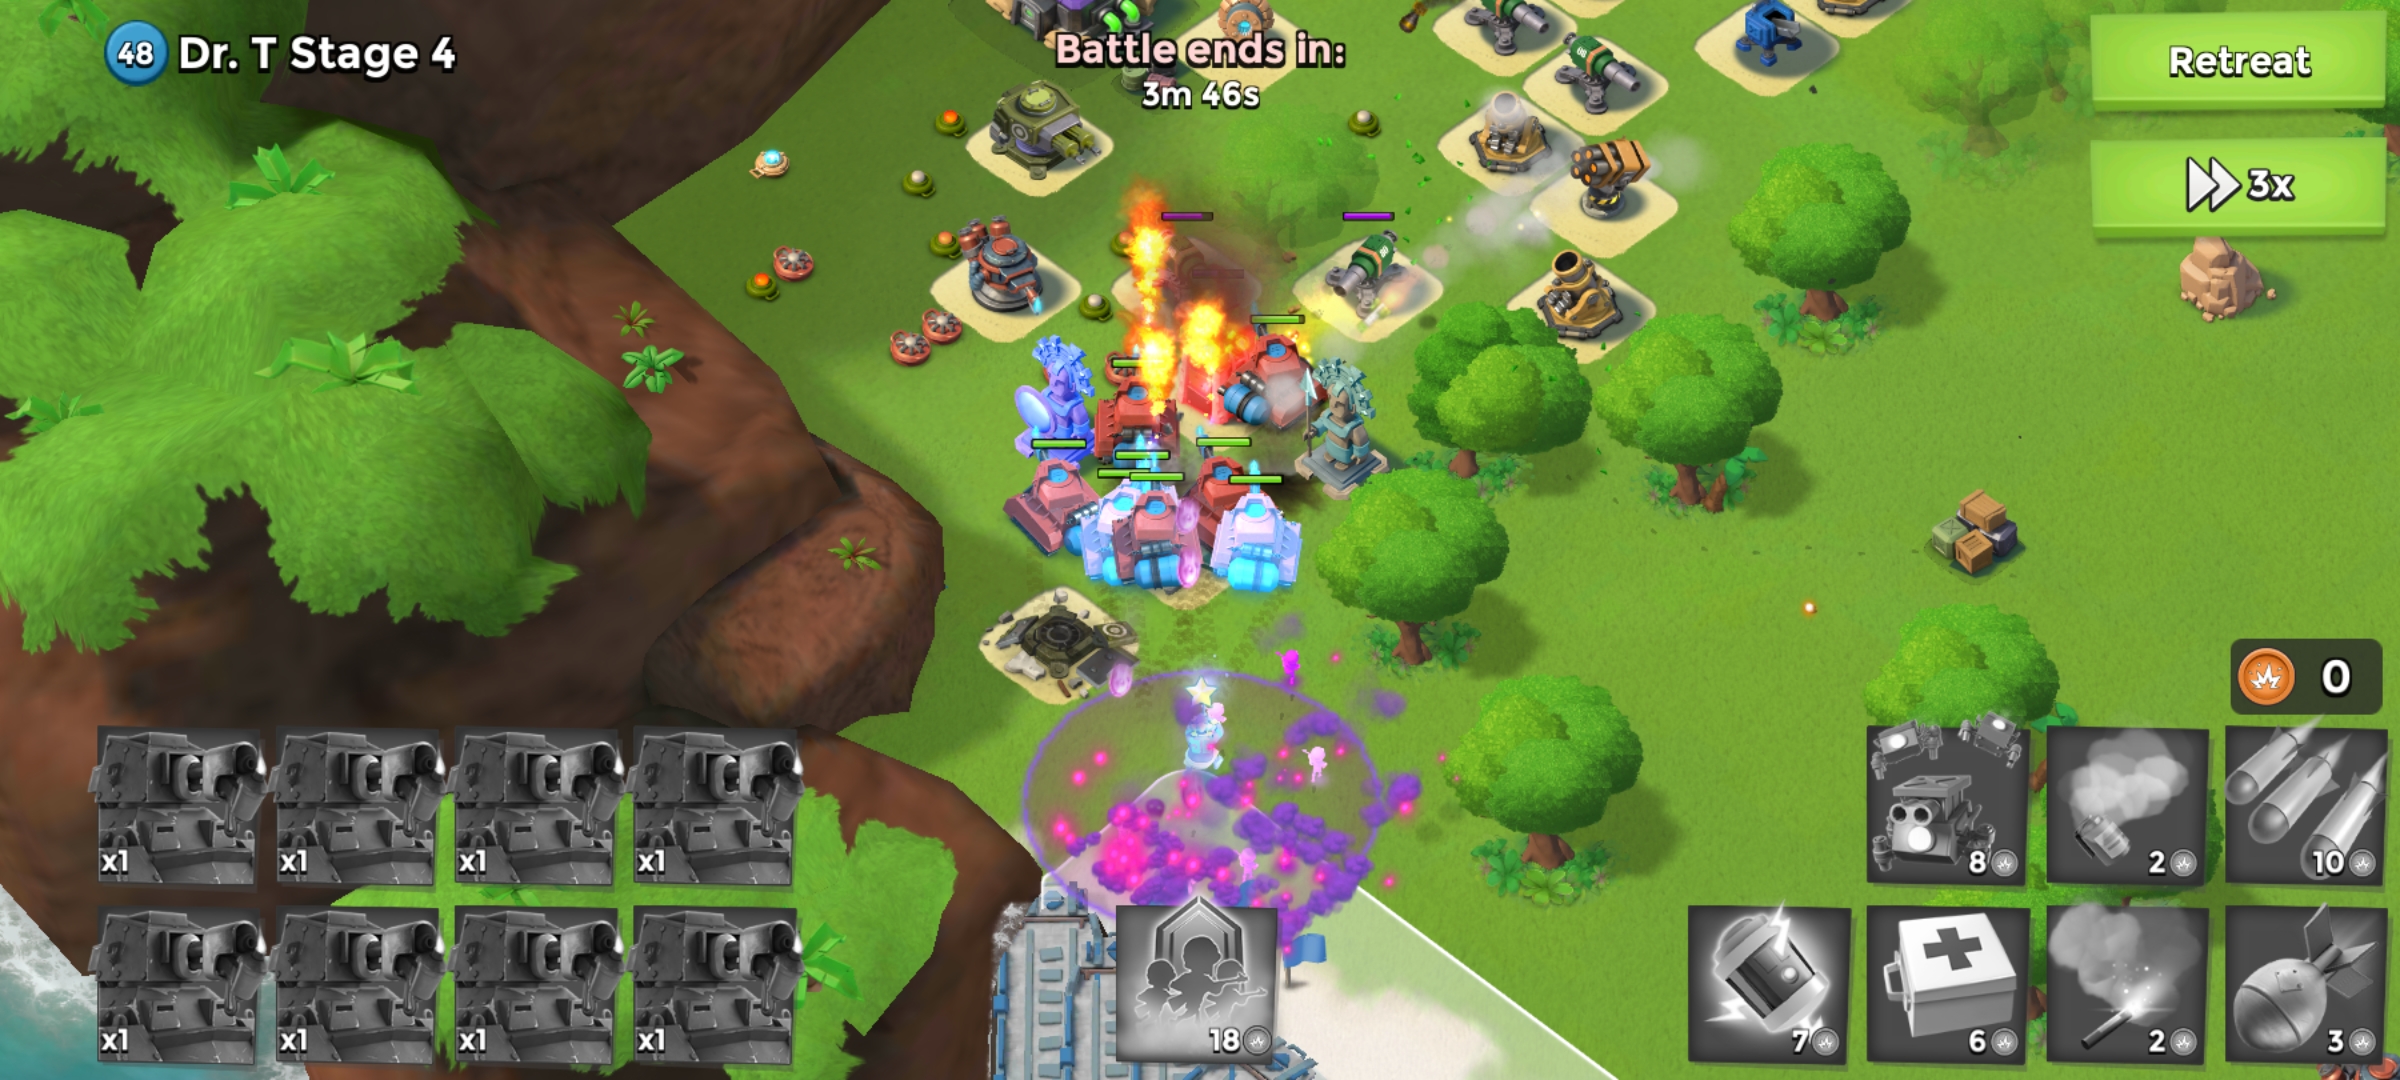 48 Dr. T Stage 4
Battle ends in:
3m 46s
Retreat
3x
0
x1 x1 x1 x1
8 2 10
x1 x1 x1 x1
18
7 6 2 3